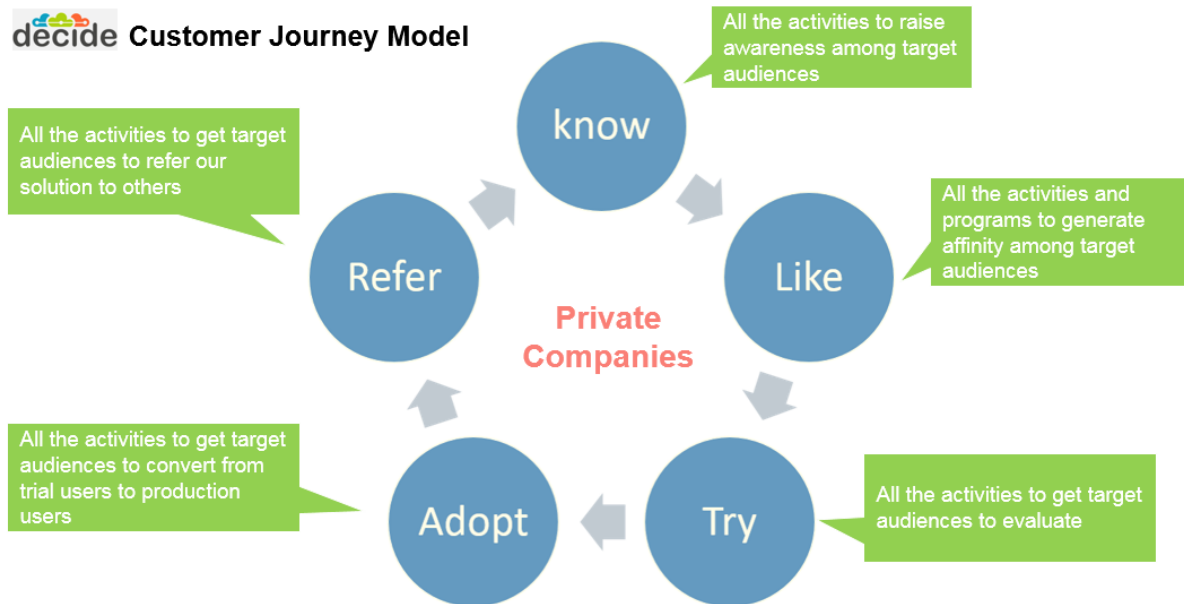 decide Customer Journey Model
All the activities to raise
awareness among target
audiences
know
All the activities to get target
audiences to refer our
solution to others
All the activities and
programs to generate
affinity among target
audiences
Refer
Like
Private
Companies
All the activities to get target
audiences to convert from
trial users to production
users
Adopt
Try
All the activities to get target
audiences to evaluate